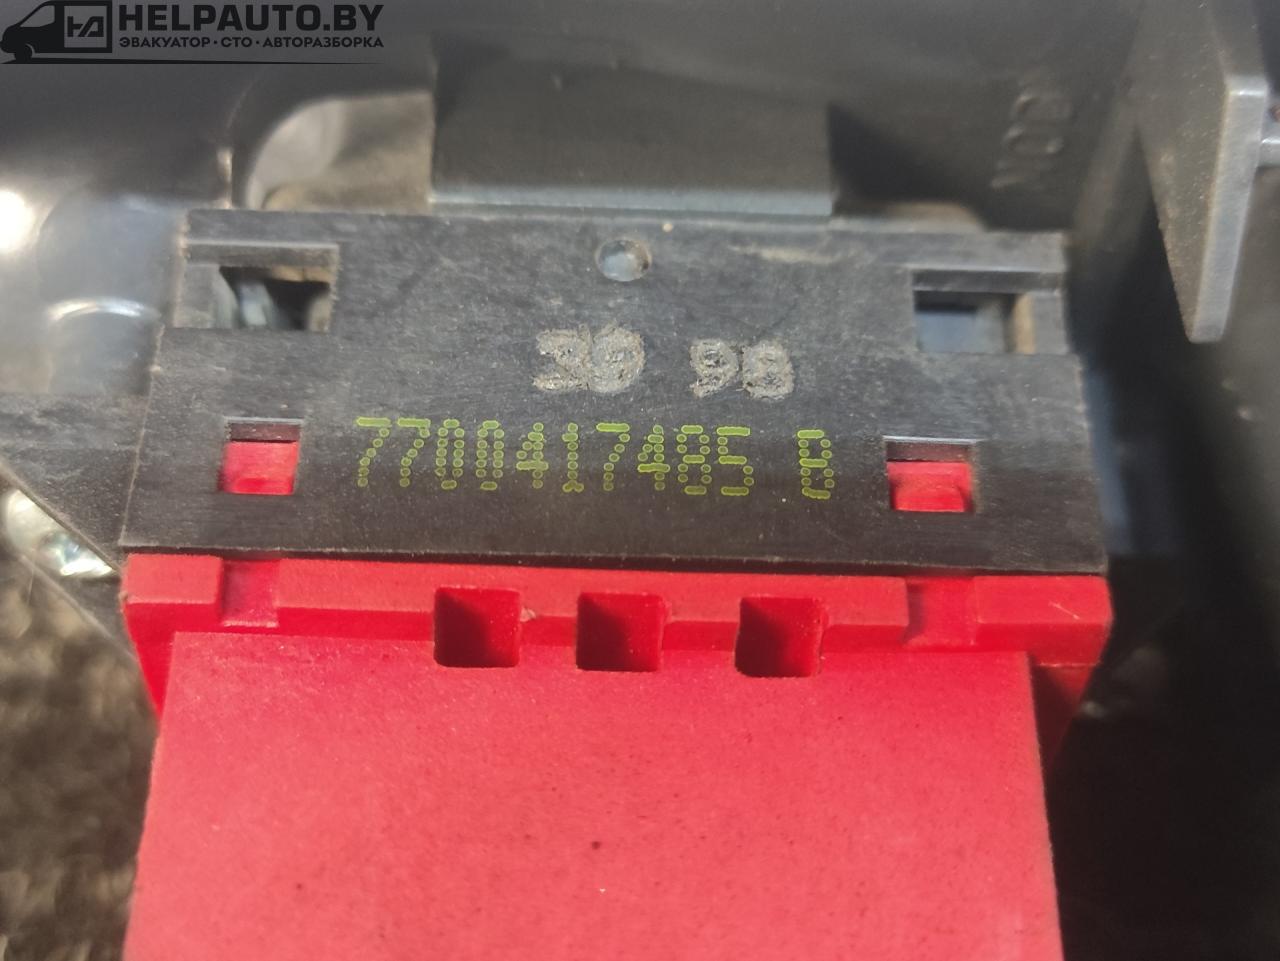 HELPAUTO.BY
ЭВАКУАТОР · СТО · АВТОРАЗБОРКА
39 98
7700417485 B